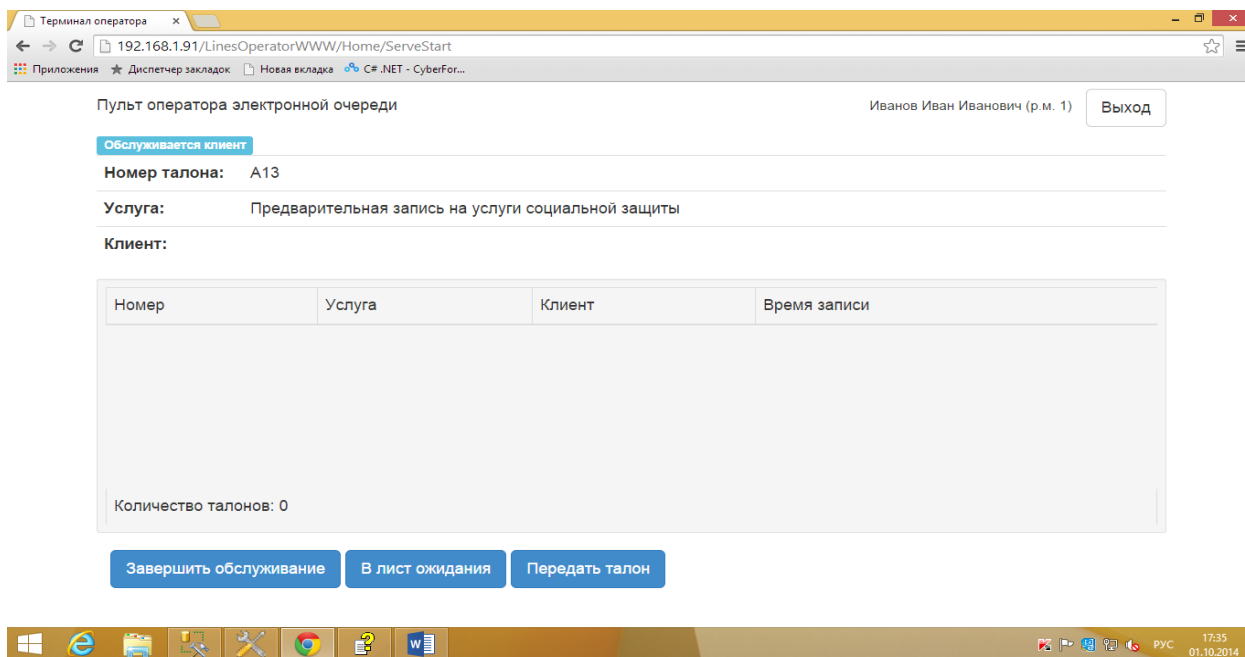 Терминал оператора
192.168.1.91/LinesOperatorWWW/Home/ServeStart
Приложения Диспетчер закладок Новая вкладка C# .NET - CyberFor...
Пульт оператора электронной очереди Иванов Иван Иванович (р.м. 1) Выход
Обслуживается клиент
Номер талона: А13
Услуга: Предварительная запись на услуги социальной защиты
Клиент:
Номер Услуга Клиент Время записи
Количество талонов: 0
Завершить обслуживание В лист ожидания Передать талон
РУС 17:35
01.10.2014